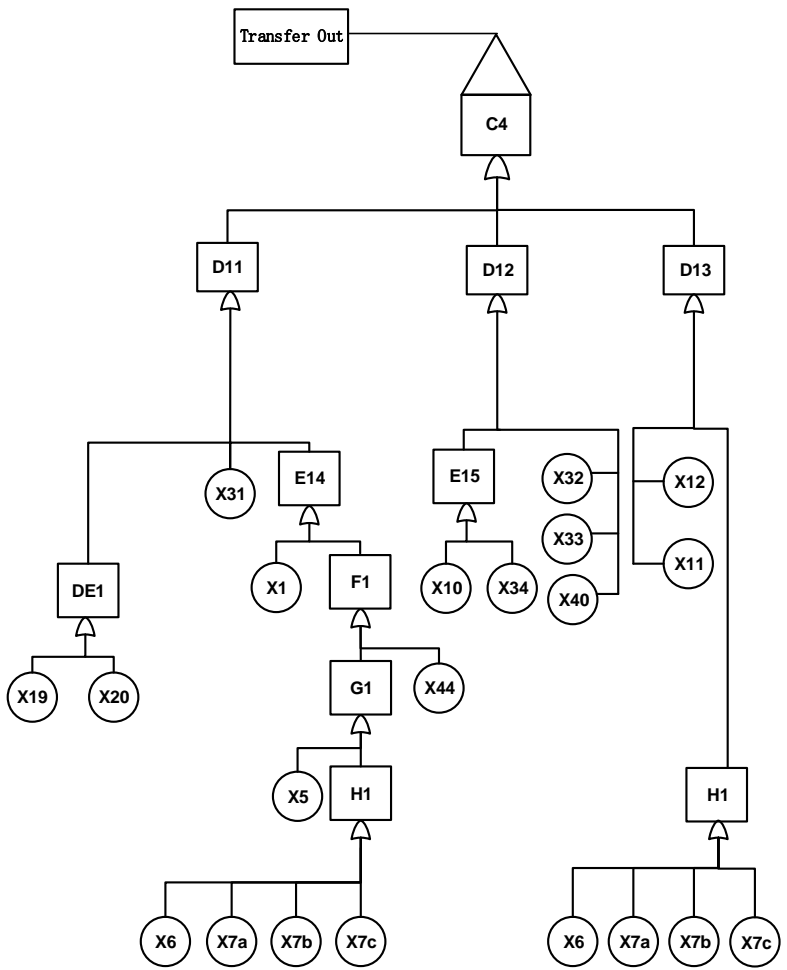 Transfer Out
C4
D11
D12
D13
X31
E14
E15
X32
X12
X33
X11
DE1
X1
F1
X10
X34
X40
X19
X20
G1
X44
X5
H1
H1
X6
X7a
X7b
X7c
X6
X7a
X7b
X7c